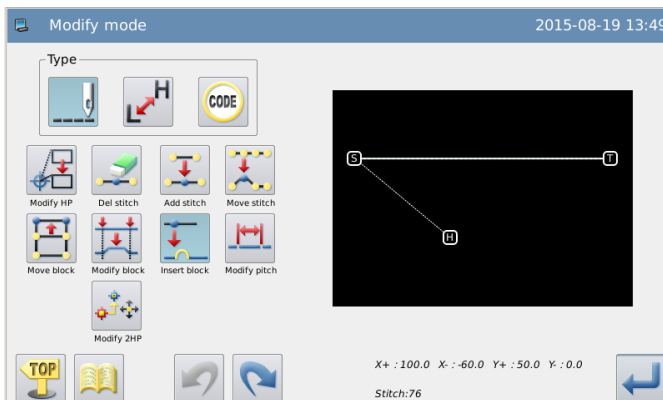 Modify mode 2015-08-19 13:49
Type
L H CODE
Modify HP Del stitch Add stitch Move stitch
Move block Modify block Insert block Modify pitch
Modify 2HP
S T
H
TOP
X+ : 100.0 X- : -60.0 Y+ : 50.0 Y- : 0.0
Stitch:76